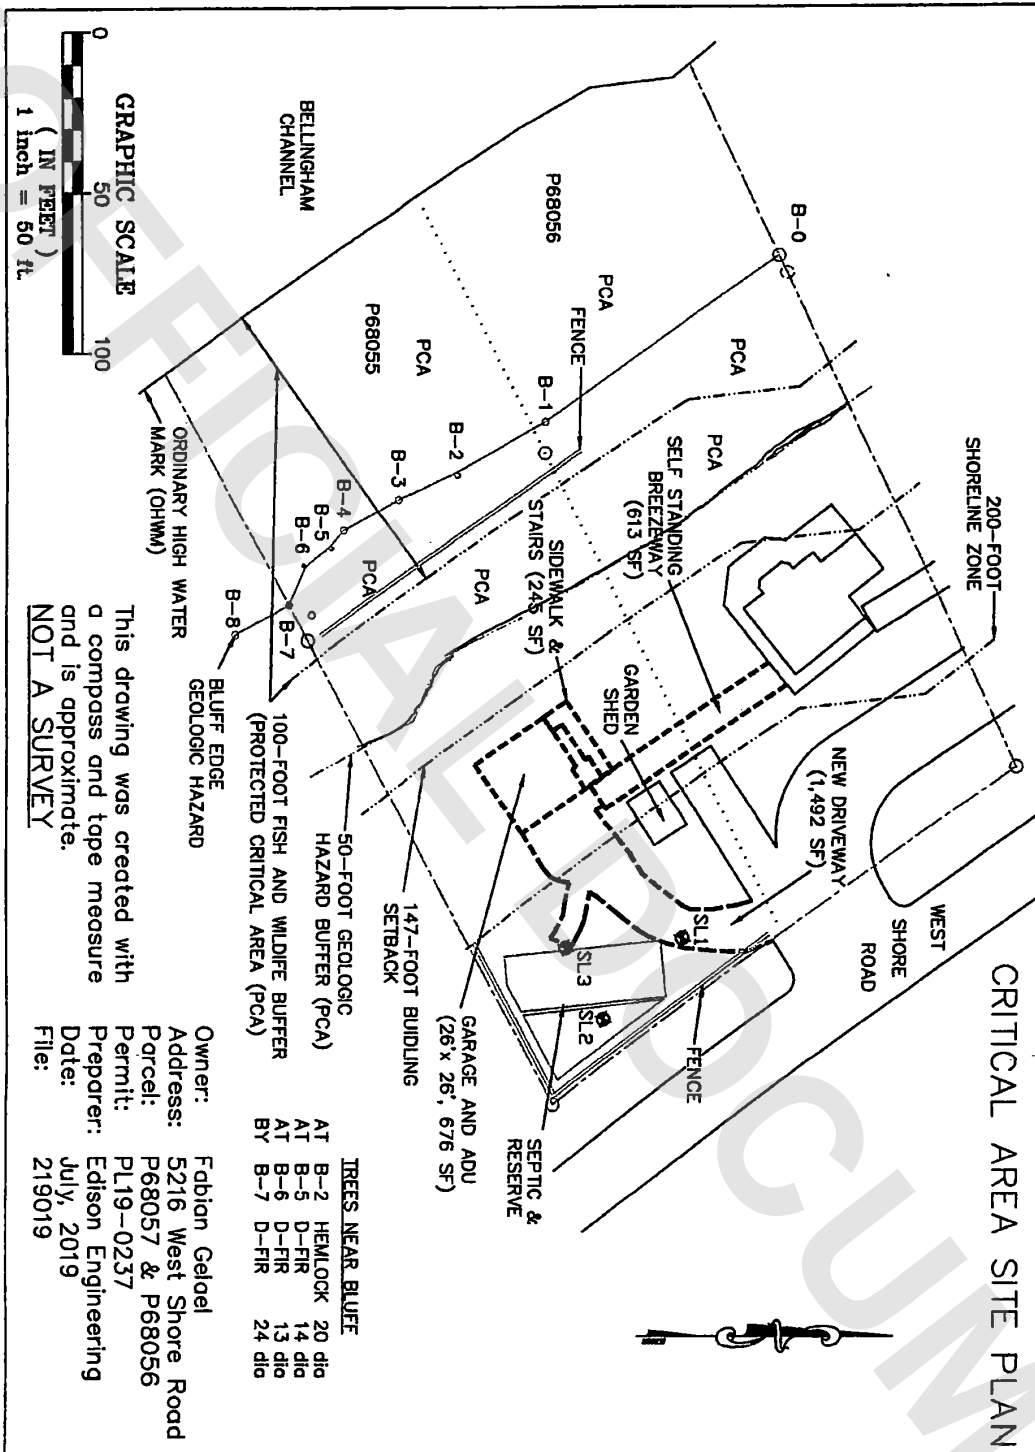 CRITICAL AREA SITE PLAN
200-FOOT
SHORELINE ZONE
WEST
SHORE
ROAD
NEW DRIVEWAY
(1,492 SF)
SELF STANDING
BREEZEWAY
(613 SF)
SIDEWALK &
STAIRS (245 SF)
GARDEN
SHED
FENCE
FENCE
B-0
B-1
B-2
B-3
B-4
B-5
B-6
B-7
B-8
PCA
PCA
PCA
PCA
PCA
PCA
P68056
P68055
BELLINGHAM
CHANNEL
SL1
SL2
SL3
SEPTIC &
RESERVE
GARAGE AND ADU
(26'x 26', 676 SF)
147-FOOT BUIDLING
SETBACK
50-FOOT GEOLOGIC
HAZARD BUFFER (PCA)
100-FOOT FISH AND WILDIFE BUFFER
(PROTECTED CRITICAL AREA (PCA)
BLUFF EDGE
GEOLOGIC HAZARD
ORDINARY HIGH WATER
MARK (OHWM)
GRAPHIC SCALE
0 50 100
( IN FEET )
1 inch = 50 ft.
This drawing was created with
a compass and tape measure
and is approximate.
NOT A SURVEY
TREES NEAR BLUFF
AT B-2 HEMLOCK 20 dia
AT B-5 D-FIR 14 dia
AT B-6 D-FIR 13 dia
BY B-7 D-FIR 24 dia
Owner: Fabian Gelael
Address: 5216 West Shore Road
Parcel: P68057 & P68056
Permit: PL19-0237
Preparer: Edison Engineering
Date: July, 2019
File: 219019